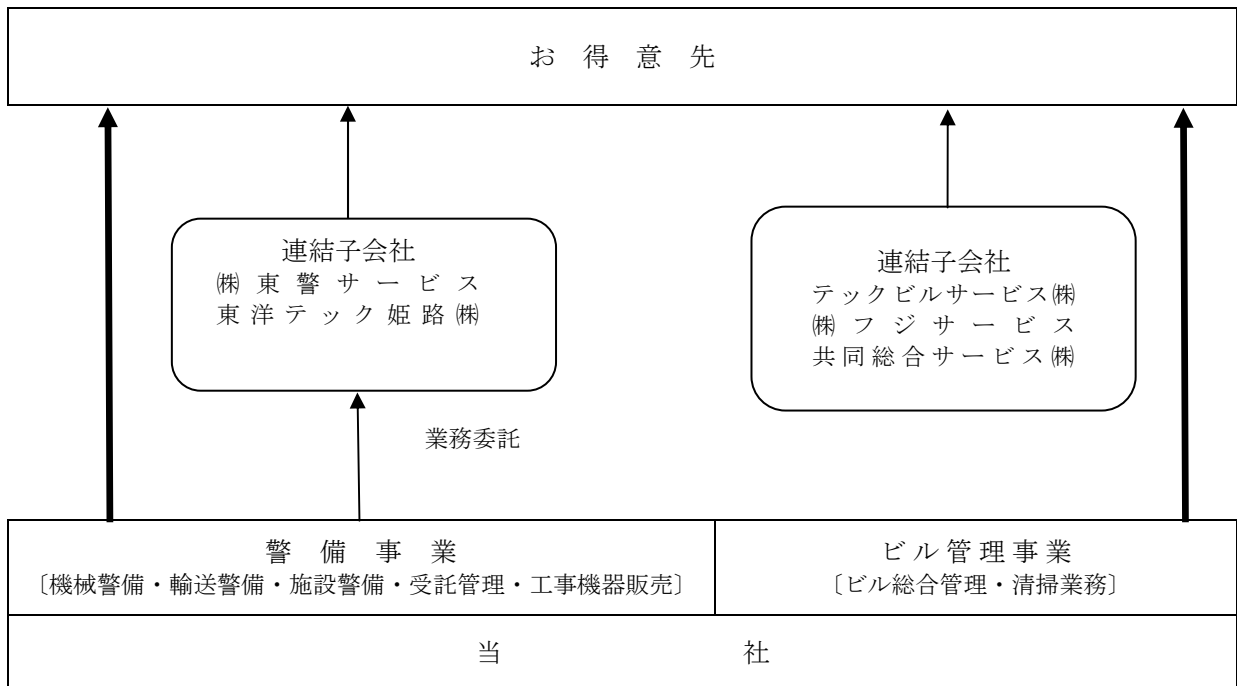 お得意先
連結子会社
㈱東警サービス
東洋テック姫路㈱
連結子会社
テックビルサービス㈱
㈱フジサービス
共同総合サービス㈱
業務委託
警備事業
〔機械警備・輸送警備・施設警備・受託管理・工事機器販売〕
ビル管理事業
〔ビル総合管理・清掃業務〕
当社